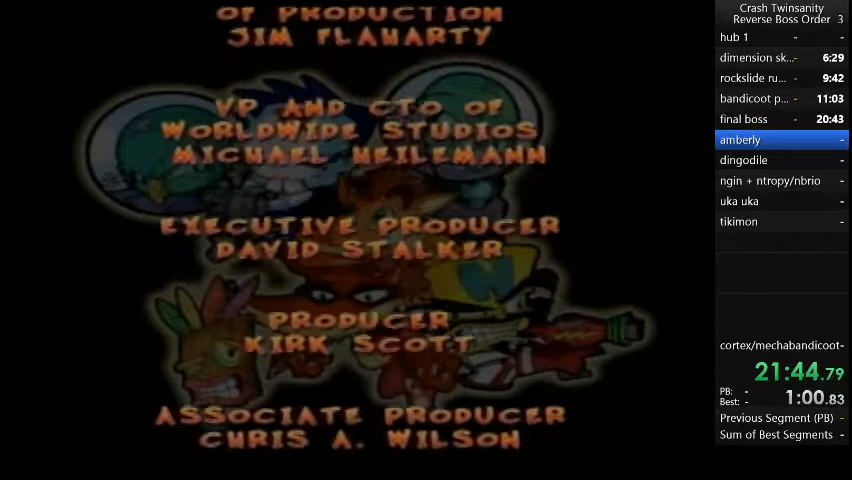 OF PRODUCTION
JIM FLAHARTY
VP AND CTO OF
WORLDWIDE STUDIOS
MICHAEL HEILEMANN
EXECUTIVE PRODUCER
DAVID STALKER
PRODUCER
KIRK SCOTT
ASSOCIATE PRODUCER
CHRIS A. WILSON
Crash Twinsanity
Reverse Boss Order 3
hub 1 - -
dimension sk... - 6:29
rockslide ru... - 9:42
bandicoot p... - 11:03
final boss - 20:43
amberly -
dingodile -
ngin + ntropy/nbrio -
uka uka -
tikimon -
cortex/mechabandicoot-
21:44.79
PB: -
Best: - 1:00.83
Previous Segment (PB) -
Sum of Best Segments -